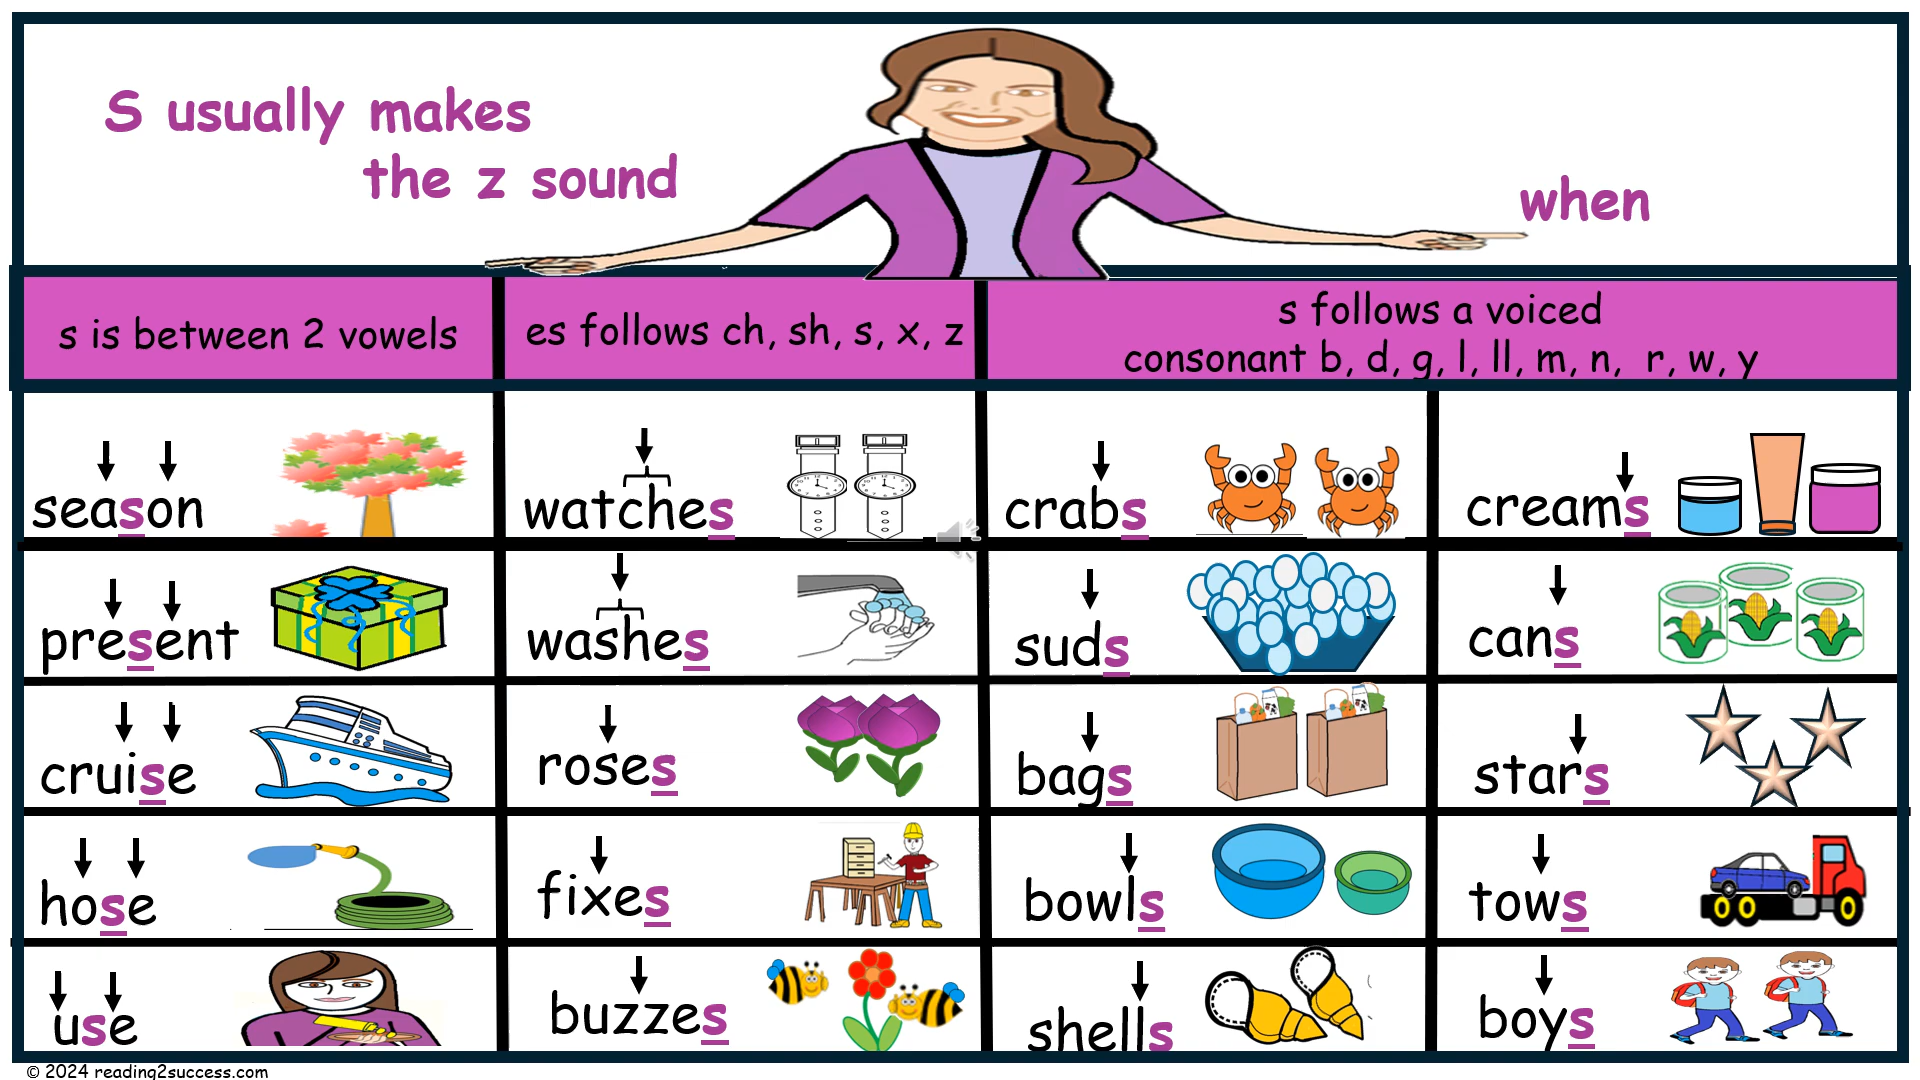 S usually makes
the z sound
when
s is between 2 vowels
es follows ch, sh, s, x, z
s follows a voiced
consonant b, d, g, l, ll, m, n, r, w, y
season
watches
crabs
creams
present
washes
suds
cans
cruise
roses
bags
stars
hose
fixes
bowls
tows
use
buzzes
shells
boys
© 2024 reading2success.com